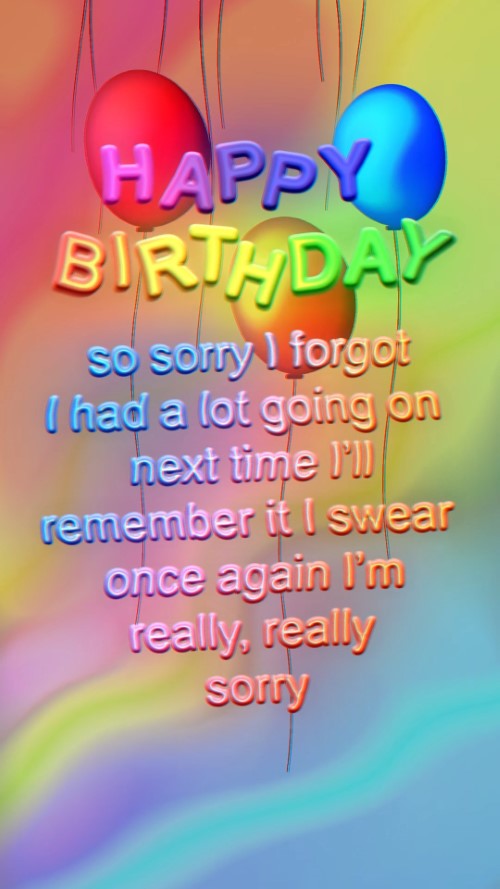 HAPPY
BIRTHDAY
so sorry I forgot
I had a lot going on
next time I'll
remember it I swear
once again I'm
really, really
sorry